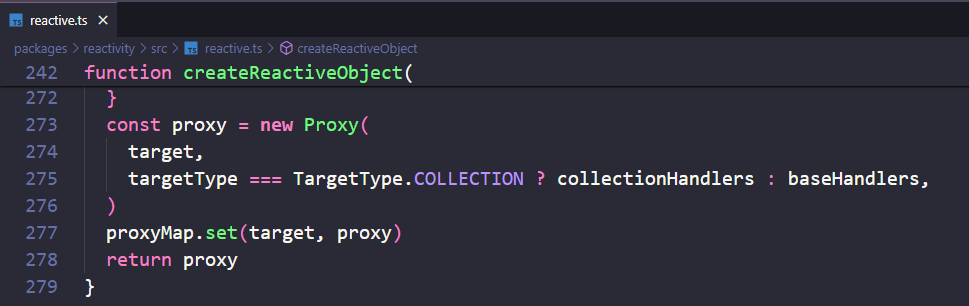 TS reactive.ts ×
packages > reactivity > src > TS reactive.ts > createReactiveObject
242 function createReactiveObject(
272 }
273 const proxy = new Proxy(
274 target,
275 targetType === TargetType.COLLECTION ? collectionHandlers : baseHandlers,
276 )
277 proxyMap.set(target, proxy)
278 return proxy
279 }